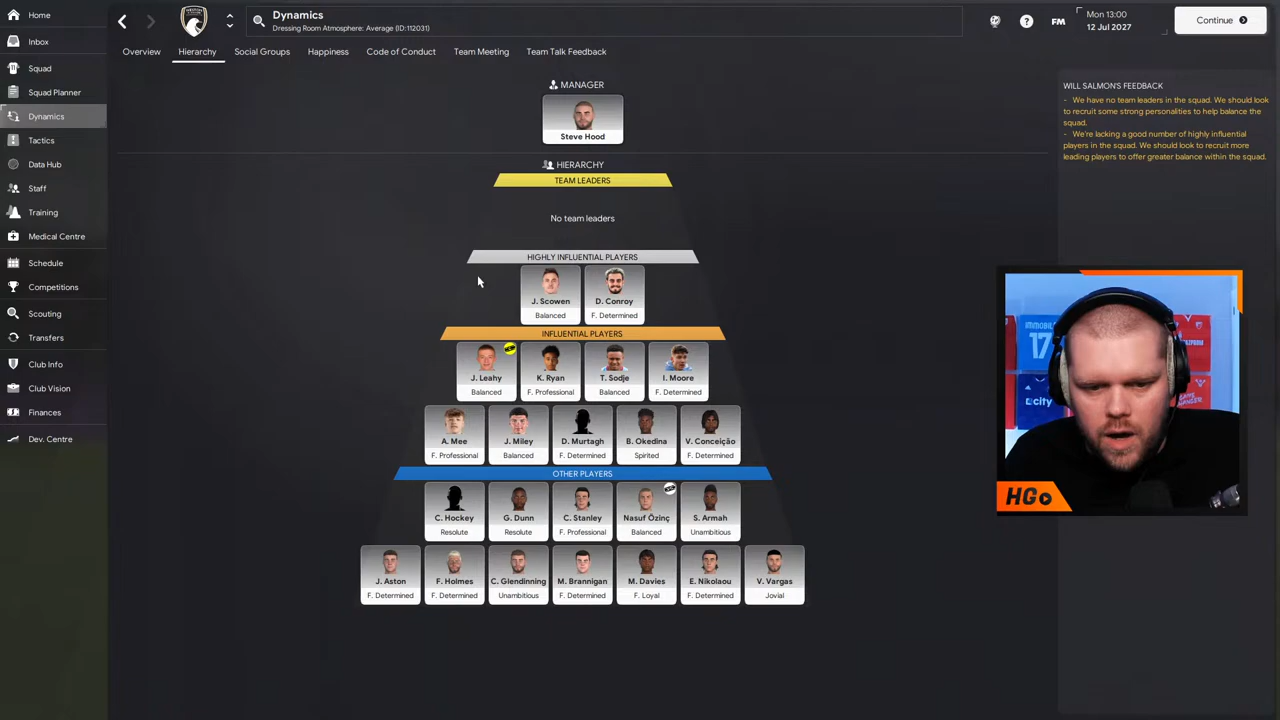 Home
Inbox
Squad
Squad Planner
Dynamics
Tactics
Data Hub
Staff
Training
Medical Centre
Schedule
Competitions
Scouting
Transfers
Club Info
Club Vision
Finances
Dev. Centre
Dynamics
Dressing Room Atmosphere: Average (ID:112031)
FM
Mon 13:00
12 Jul 2027
Continue
Overview Hierarchy Social Groups Happiness Code of Conduct Team Meeting Team Talk Feedback
MANAGER
Steve Hood
HIERARCHY
TEAM LEADERS
No team leaders
HIGHLY INFLUENTIAL PLAYERS
J. Scowen D. Conroy
Balanced F. Determined
INFLUENTIAL PLAYERS
J. Leahy K. Ryan T. Sodje I. Moore
Balanced F. Professional Balanced F. Determined
A. Mee J. Miley D. Murtagh B. Okedina V. Conceição
F. Professional Balanced F. Determined Spirited F. Determined
OTHER PLAYERS
C. Hockey G. Dunn C. Stanley Nasuf Özinç S. Armah
Resolute Resolute F. Professional Balanced Unambitious
J. Aston F. Holmes C. Glendinning M. Brannigan M. Davies E. Nikolaou V. Vargas
F. Determined F. Determined Unambitious F. Determined F. Loyal F. Determined Jovial
WILL SALMON'S FEEDBACK
- We have no team leaders in the squad. We should look
to recruit some strong personalities to help balance the
squad.
- We're lacking a good number of highly influential
players in the squad. We should look to recruit more
leading players to offer greater balance within the squad.
17
city
HG